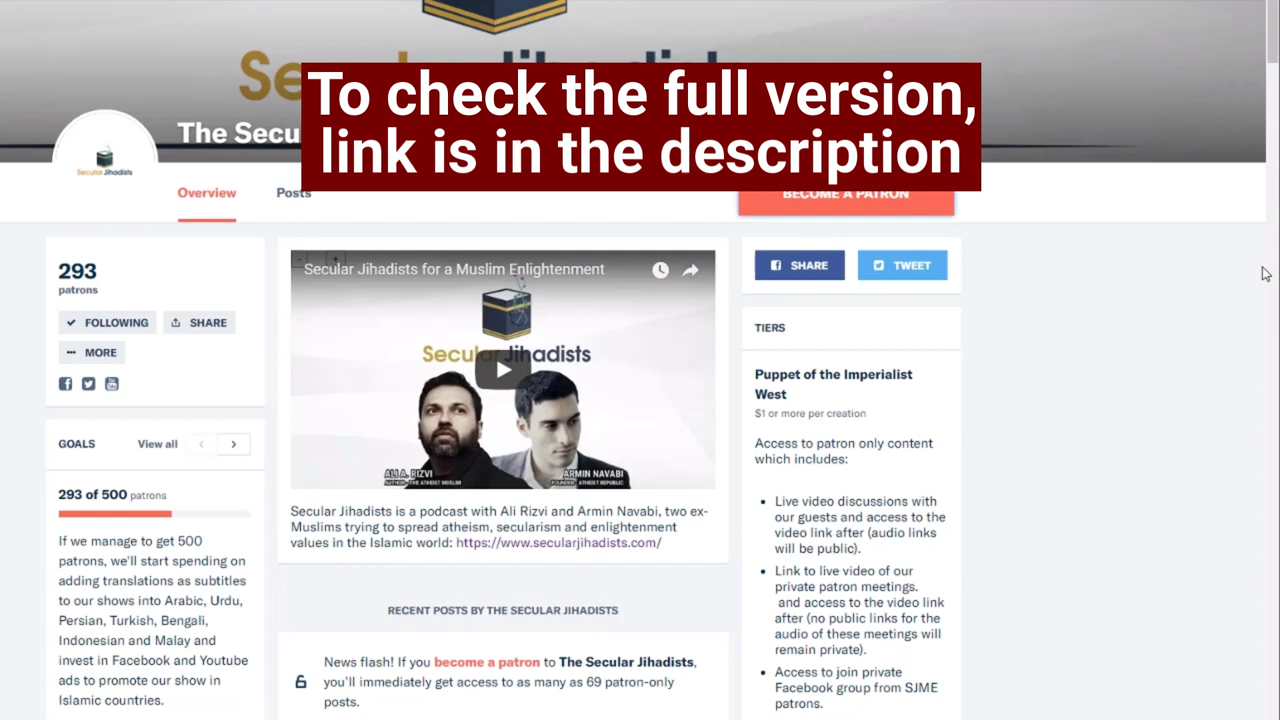 To check the full version,
link is in the description
The Secu
Secular Jihadists
Overview
Posts
BECOME A PATRON
293
patrons
FOLLOWING
SHARE
MORE
GOALS
View all
293 of 500 patrons
If we manage to get 500
patrons, we'll start spending on
adding translations as subtitles
to our shows into Arabic, Urdu,
Persian, Turkish, Bengali,
Indonesian and Malay and
invest in Facebook and Youtube
ads to promote our show in
Islamic countries.
Secular Jihadists for a Muslim Enlightenment
Secular Jihadists
ALI A. RIZVI
AUTHOR - THE ATHEIST MUSLIM
ARMIN NAVABI
FOUNDER - ATHEIST REPUBLIC
Secular Jihadists is a podcast with Ali Rizvi and Armin Navabi, two ex-
Muslims trying to spread atheism, secularism and enlightenment
values in the Islamic world: https://www.secularjihadists.com/
RECENT POSTS BY THE SECULAR JIHADISTS
News flash! If you become a patron to The Secular Jihadists,
you'll immediately get access to as many as 69 patron-only
posts.
SHARE
TWEET
TIERS
Puppet of the Imperialist
West
$1 or more per creation
Access to patron only content
which includes:
• Live video discussions with
our guests and access to the
video link after (audio links
will be public).
• Link to live video of our
private patron meetings.
and access to the video link
after (no public links for the
audio of these meetings will
remain private).
• Access to join private
Facebook group from SJME
patrons.